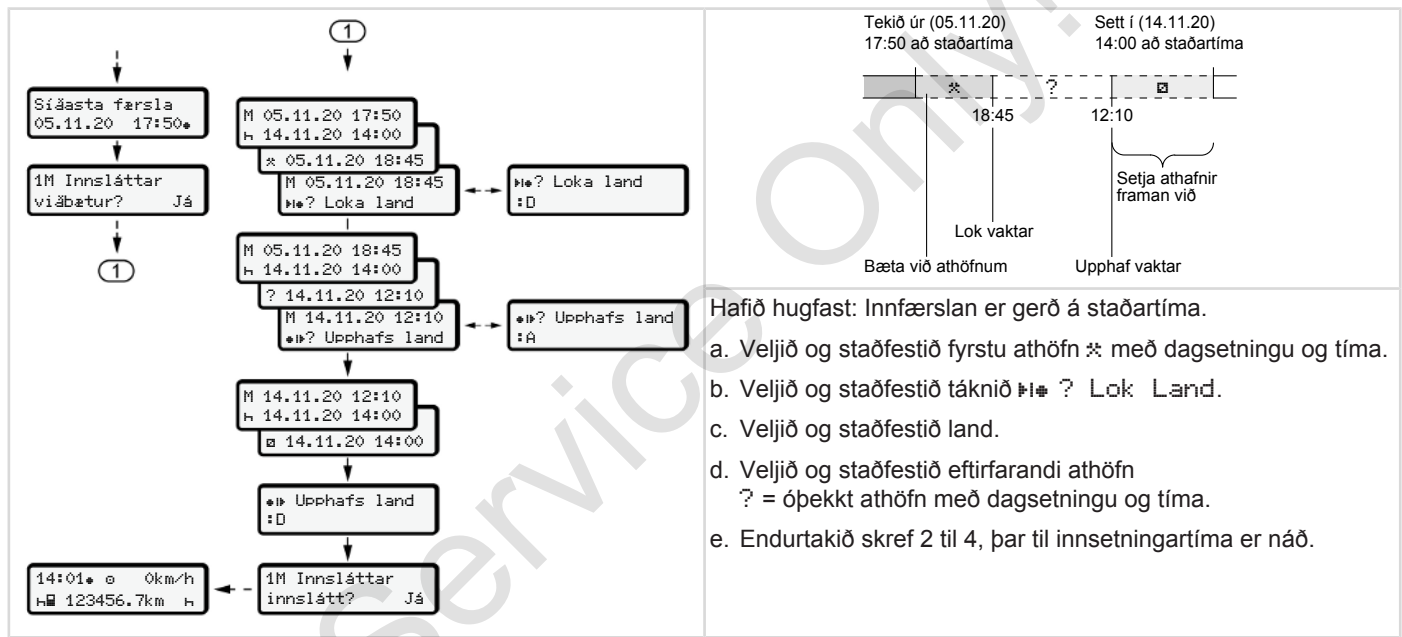 1
Síðasta færsla
05.11.20 17:50
1M Innsláttar
viðbætur? Já
1
M 05.11.20 17:50
14.11.20 14:00
05.11.20 18:45
M 05.11.20 18:45
? Loka land
? Loka land
:D
M 05.11.20 18:45
14.11.20 14:00
? 14.11.20 12:10
M 14.11.20 12:10
? Upphafs land
? Upphafs land
:A
M 14.11.20 12:10
14.11.20 14:00
14.11.20 14:00
Upphafs land
:D
1M Innsláttar
innslátt? Já
14:01 0km/h
123456.7km
Tekið úr (05.11.20)
17:50 að staðartíma
Sett í (14.11.20)
14:00 að staðartíma
?
18:45
12:10
Setja athafnir
framan við
Lok vaktar
Bæta við athöfnum
Upphaf vaktar
Hafið hugfast: Innfærslan er gerð á staðartíma.
a. Veljið og staðfestið fyrstu athöfn með dagsetningu og tíma.
b. Veljið og staðfestið táknið ? Lok Land.
c. Veljið og staðfestið land.
d. Veljið og staðfestið eftirfarandi athöfn
? = óþekkt athöfn með dagsetningu og tíma.
e. Endurtakið skref 2 til 4, þar til innsetningartíma er náð.
Service Only!